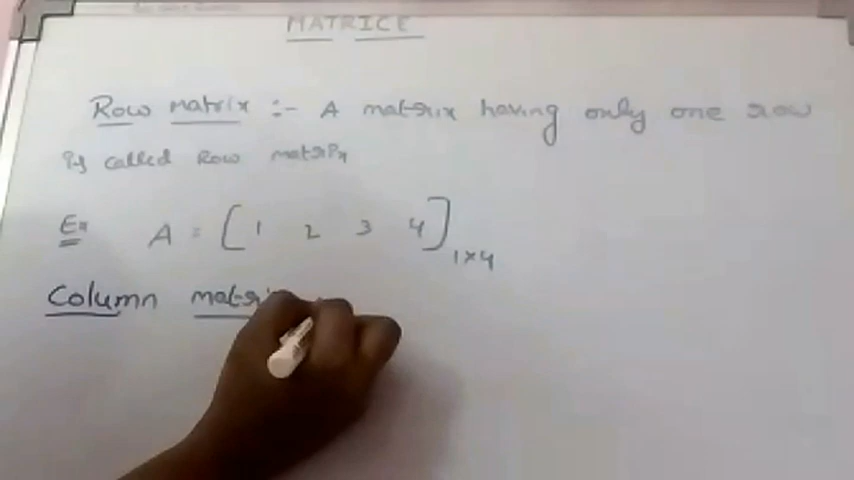 MATRICE
Row matrix :- A matrix having only one row
is called Row matrix
Ex A = [1 2 3 4]1×4
Column matri